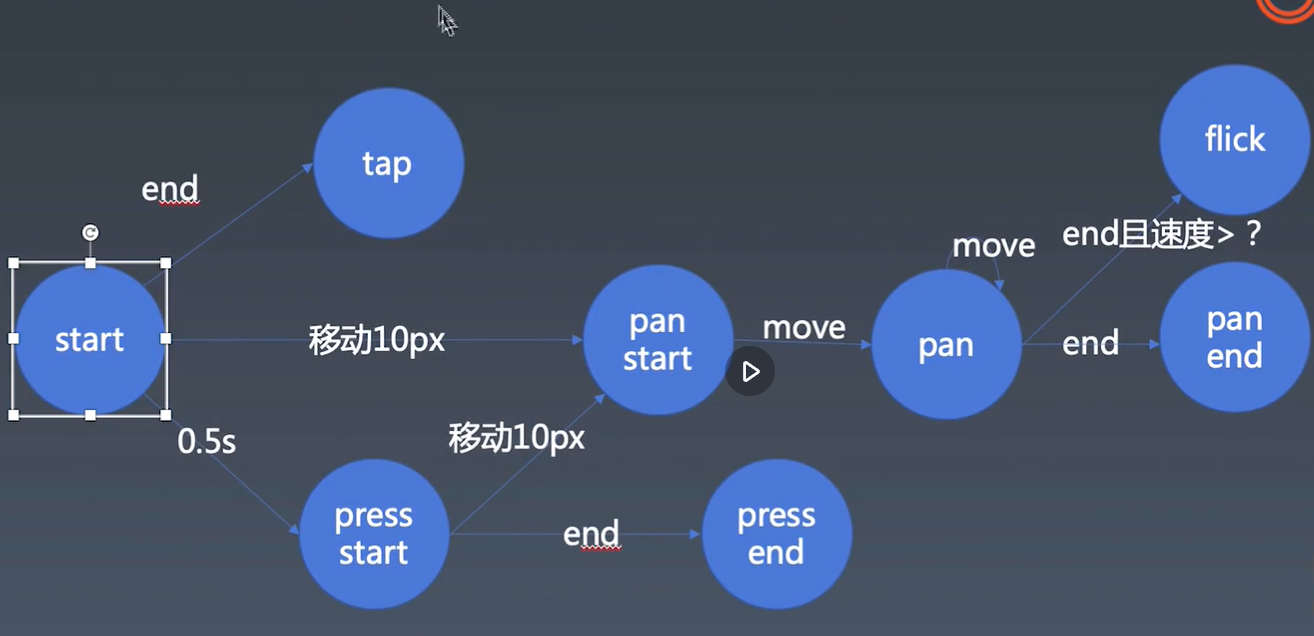 tap
flick
end
end且速度>？
move
start
移动10px
pan
start
move
pan
end
pan
end
0.5s
移动10px
press
start
end
press
end